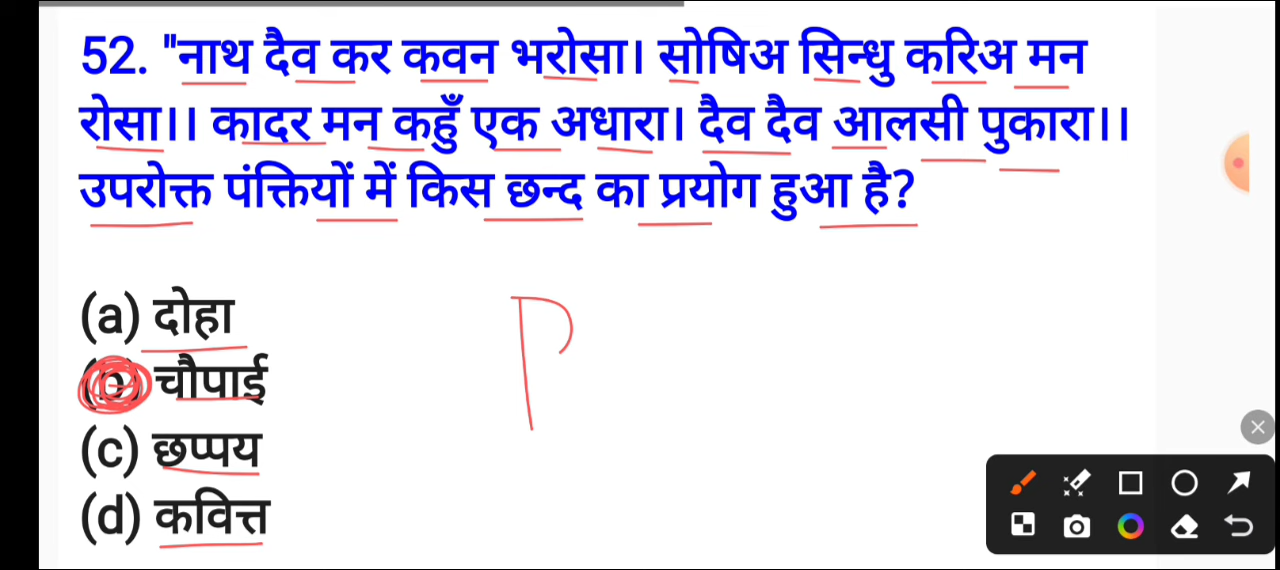 52. "नाथ दैव कर कवन भरोसा। सोषिअ सिन्धु करिअ मन
रोसा।। कादर मन कहुँ एक अधारा। दैव दैव आलसी पुकारा।।
उपरोक्त पंक्तियों में किस छन्द का प्रयोग हुआ है?
(a) दोहा
(b) चौपाई
(c) छप्पय
(d) कवित्त